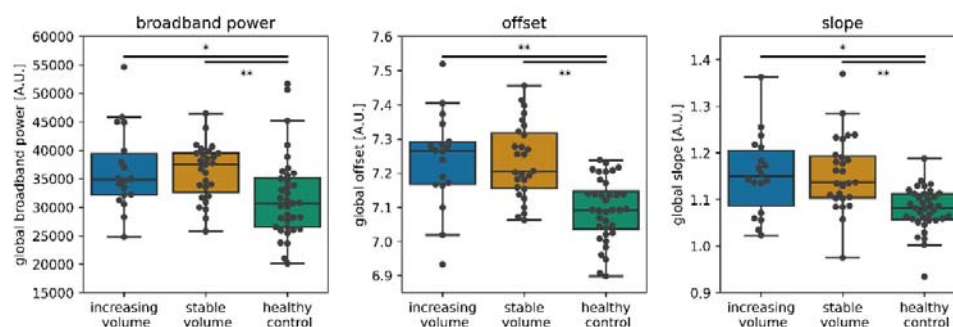 broadband power
60000
55000
50000
45000
40000
35000
30000
25000
20000
15000
global broadband power [A.U.]
*
**
increasing volume
stable volume
healthy control
offset
7.6
7.5
7.4
7.3
7.2
7.1
7.0
6.9
global offset [A.U.]
**
**
increasing volume
stable volume
healthy control
slope
1.4
1.3
1.2
1.1
1.0
0.9
global slope [A.U.]
*
**
increasing volume
stable volume
healthy control